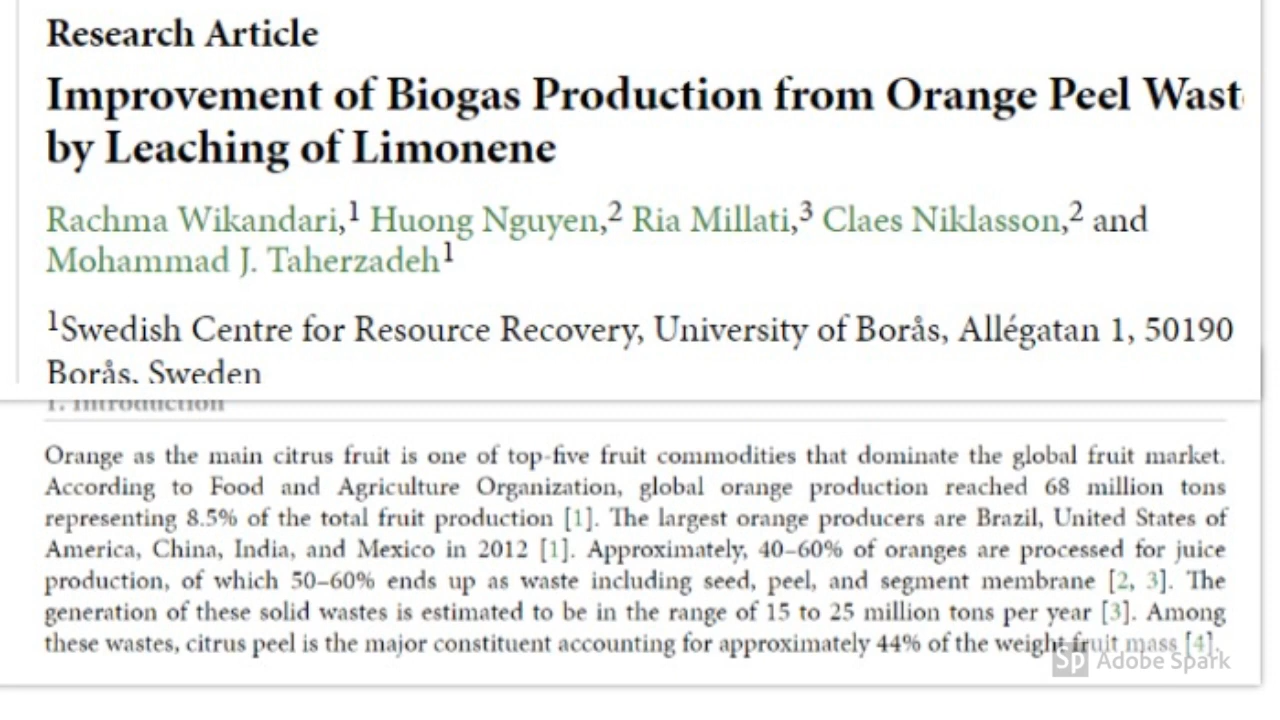 Research Article
Improvement of Biogas Production from Orange Peel Wast
by Leaching of Limonene
Rachma Wikandari,1 Huong Nguyen,2 Ria Millati,3 Claes Niklasson,2 and
Mohammad J. Taherzadeh1
1Swedish Centre for Resource Recovery, University of Borås, Allégatan 1, 50190
Borås, Sweden
1. Introduction
Orange as the main citrus fruit is one of top-five fruit commodities that dominate the global fruit market.
According to Food and Agriculture Organization, global orange production reached 68 million tons
representing 8.5% of the total fruit production [1]. The largest orange producers are Brazil, United States of
America, China, India, and Mexico in 2012 [1]. Approximately, 40–60% of oranges are processed for juice
production, of which 50–60% ends up as waste including seed, peel, and segment membrane [2, 3]. The
generation of these solid wastes is estimated to be in the range of 15 to 25 million tons per year [3]. Among
these wastes, citrus peel is the major constituent accounting for approximately 44% of the weight fruit mass [4].
Sp Adobe Spark